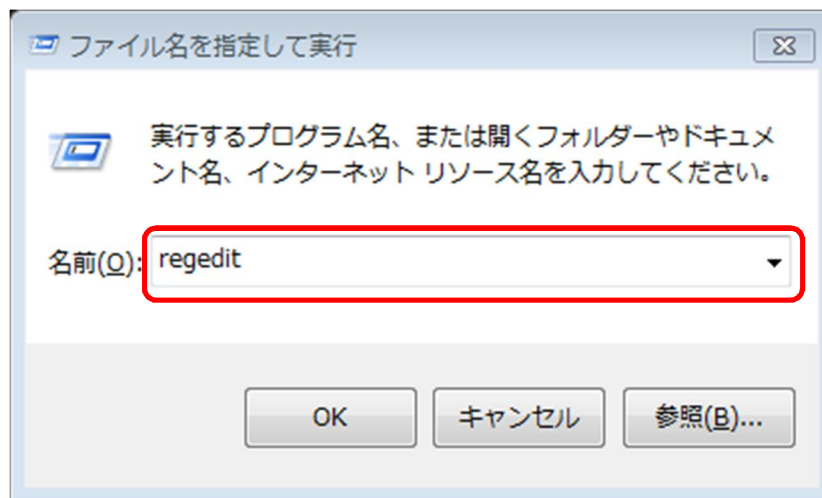 ファイル名を指定して実行
実行するプログラム名、または開くフォルダーやドキュメ
ント名、インターネット リソース名を入力してください。
名前(O): regedit
OK キャンセル 参照(B)...